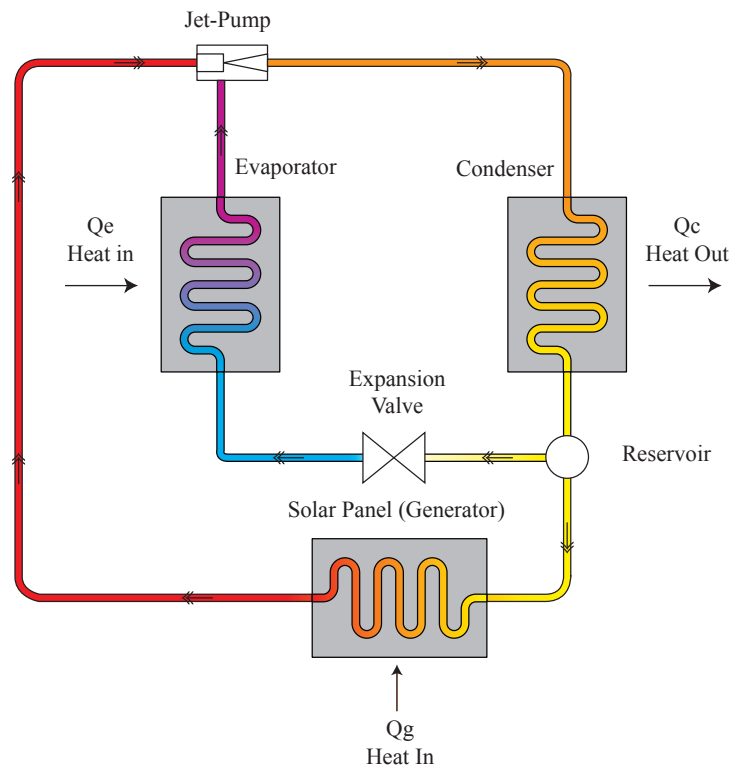 Jet-Pump
Evaporator
Condenser
Qe
Heat in
Qc
Heat Out
Expansion
Valve
Reservoir
Solar Panel (Generator)
Qg
Heat In